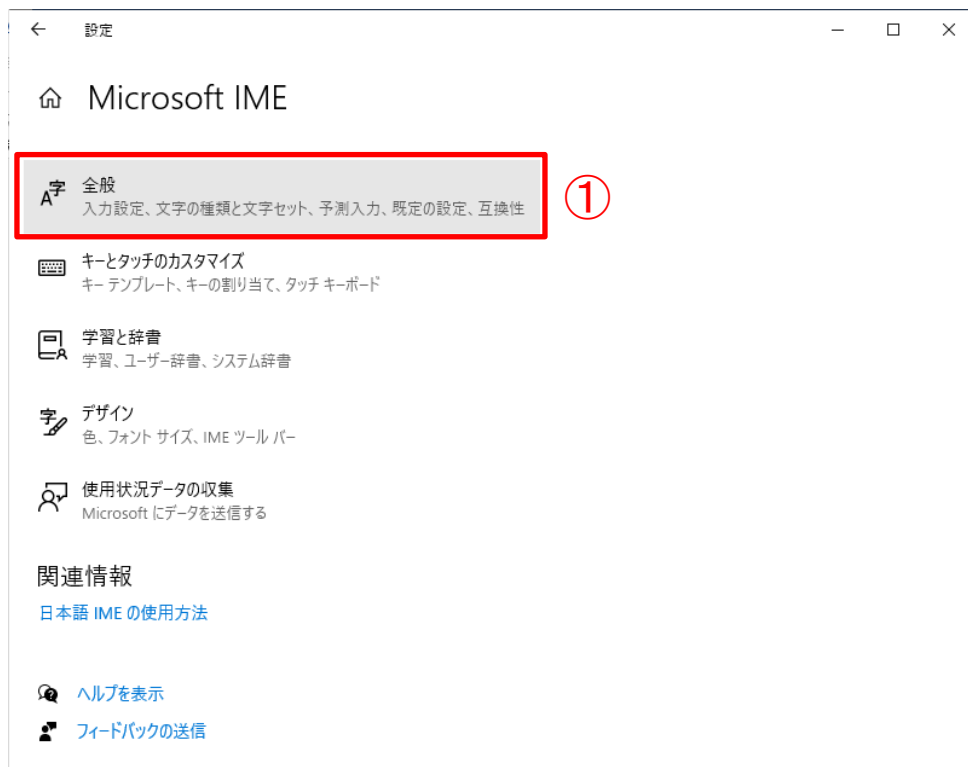 設定
Microsoft IME
全般
入力設定、文字の種類と文字セット、予測入力、既定の設定、互換性
①
キーとタッチのカスタマイズ
キー テンプレート、キーの割り当て、タッチ キーボード
学習と辞書
学習、ユーザー辞書、システム辞書
デザイン
色、フォント サイズ、IME ツール バー
使用状況データの収集
Microsoft にデータを送信する
関連情報
日本語 IME の使用方法
ヘルプを表示
フィードバックの送信